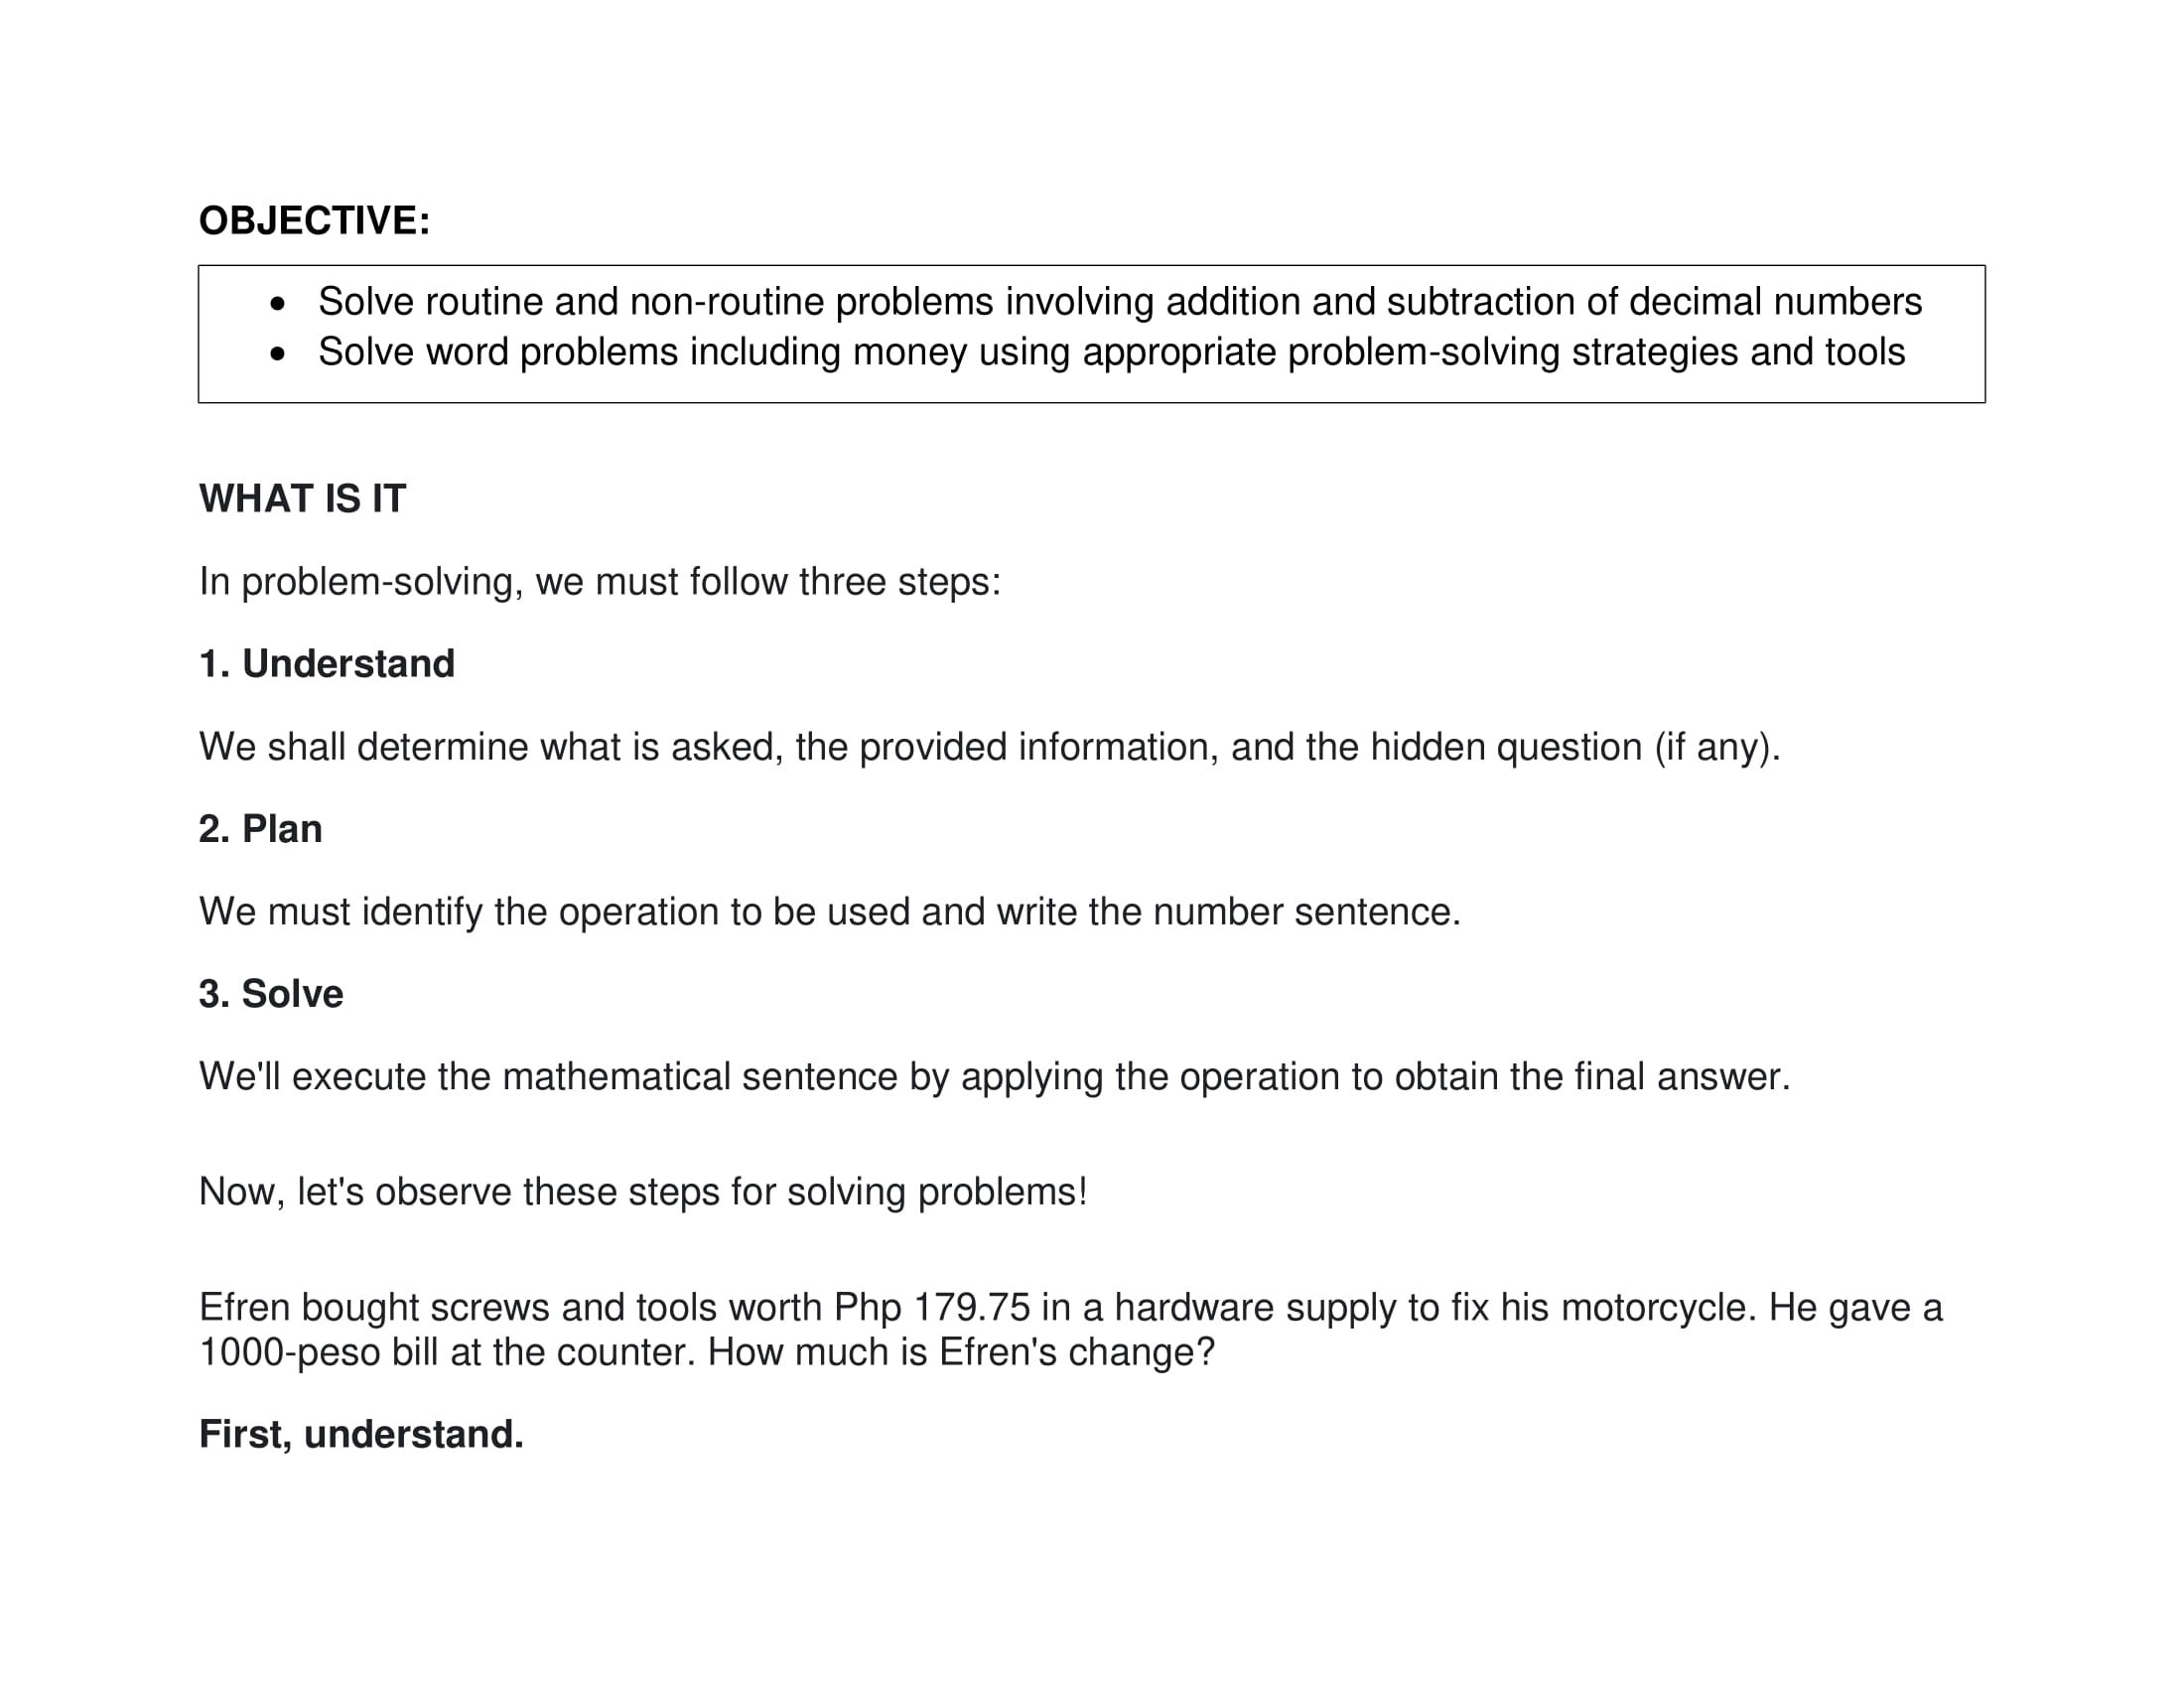 OBJECTIVE:
• Solve routine and non-routine problems involving addition and subtraction of decimal numbers
• Solve word problems including money using appropriate problem-solving strategies and tools
WHAT IS IT
In problem-solving, we must follow three steps:
1. Understand
We shall determine what is asked, the provided information, and the hidden question (if any).
2. Plan
We must identify the operation to be used and write the number sentence.
3. Solve
We'll execute the mathematical sentence by applying the operation to obtain the final answer.
Now, let's observe these steps for solving problems!
Efren bought screws and tools worth Php 179.75 in a hardware supply to fix his motorcycle. He gave a
1000-peso bill at the counter. How much is Efren's change?
First, understand.